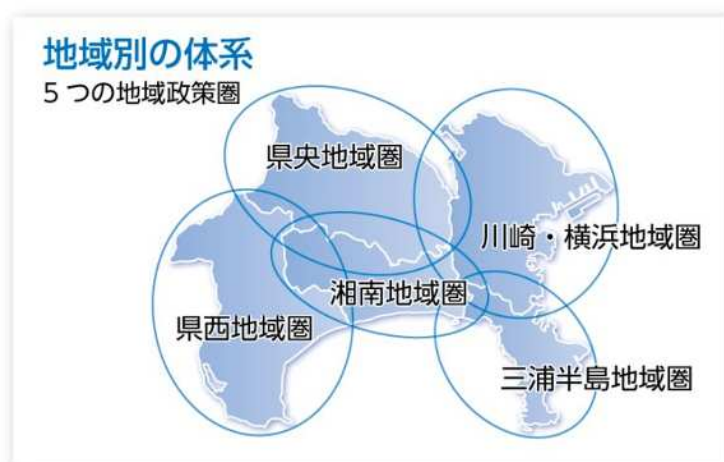 地域別の体系
5つの地域政策圏
県央地域圏
川崎・横浜地域圏
湘南地域圏
県西地域圏
三浦半島地域圏